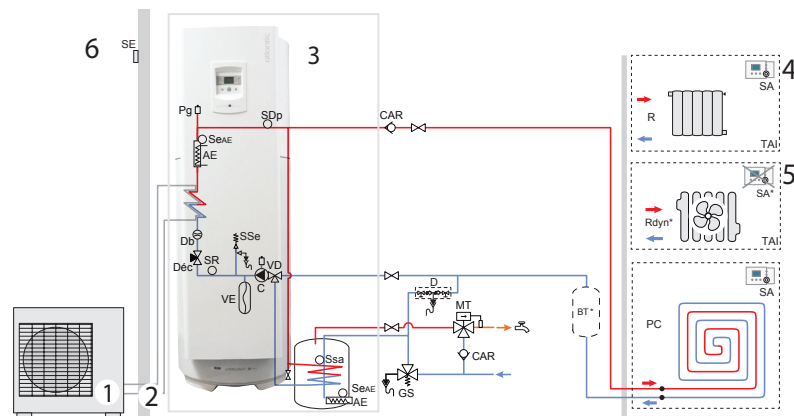 6
SE
3
4
SA
R
TAI
Pg
SDp
CAR
SeAE
AE
5
SA*
Rdyn*
TAI
Db
SSe
Déc
SR
VD
C
VE
D
BT*
MT
PC
SA
Ssa
CAR
SeAE
AE
GS
1
2
atlantic